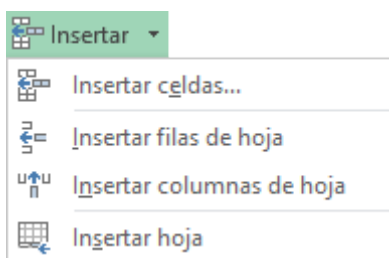 Insertar
Insertar celdas...
Insertar filas de hoja
Insertar columnas de hoja
Insertar hoja